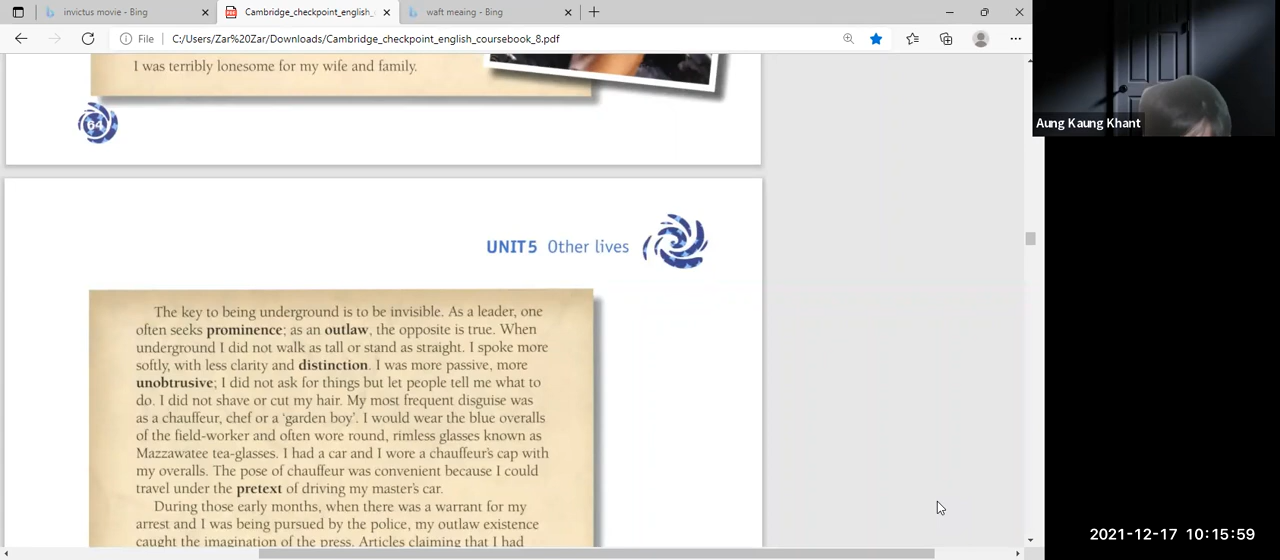 invictus movie - Bing
Cambridge_checkpoint_english_
waft meaing - Bing
File
C:/Users/Zar%20Zar/Downloads/Cambridge_checkpoint_english_coursebook_8.pdf
I was terribly lonesome for my wife and family.
64
Aung Kaung Khant
UNIT 5 Other lives
The key to being underground is to be invisible. As a leader, one
often seeks prominence; as an outlaw, the opposite is true. When
underground I did not walk as tall or stand as straight. I spoke more
softly, with less clarity and distinction. I was more passive, more
unobtrusive; I did not ask for things but let people tell me what to
do. I did not shave or cut my hair. My most frequent disguise was
as a chauffeur, chef or a ‘garden boy’. I would wear the blue overalls
of the field-worker and often wore round, rimless glasses known as
Mazzawatee tea-glasses. I had a car and I wore a chauffeur’s cap with
my overalls. The pose of chauffeur was convenient because I could
travel under the pretext of driving my master’s car.
During those early months, when there was a warrant for my
arrest and I was being pursued by the police, my outlaw existence
caught the imagination of the press. Articles claiming that I had
2021-12-17 10:15:59